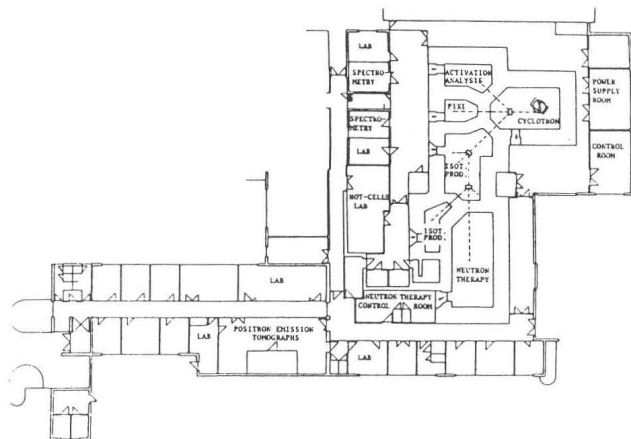 LAB
SPECTRO
METRY
SPECTRO-
METRY
LAB
HOT-CELLS
LAB
ACTIVATION
ANALYSIS
PIXI
CYCLOTRON
ISOT.
PROD.
ISOT.
PROD.
NEUTRON
THERAPY
POWER
SUPPLY
ROOM
CONTROL
ROOM
NEUTRON THERAPY
CONTROL ROOM
LAB
LAB
POSITRON EMISSION
TOMOGRAPHS
LAB